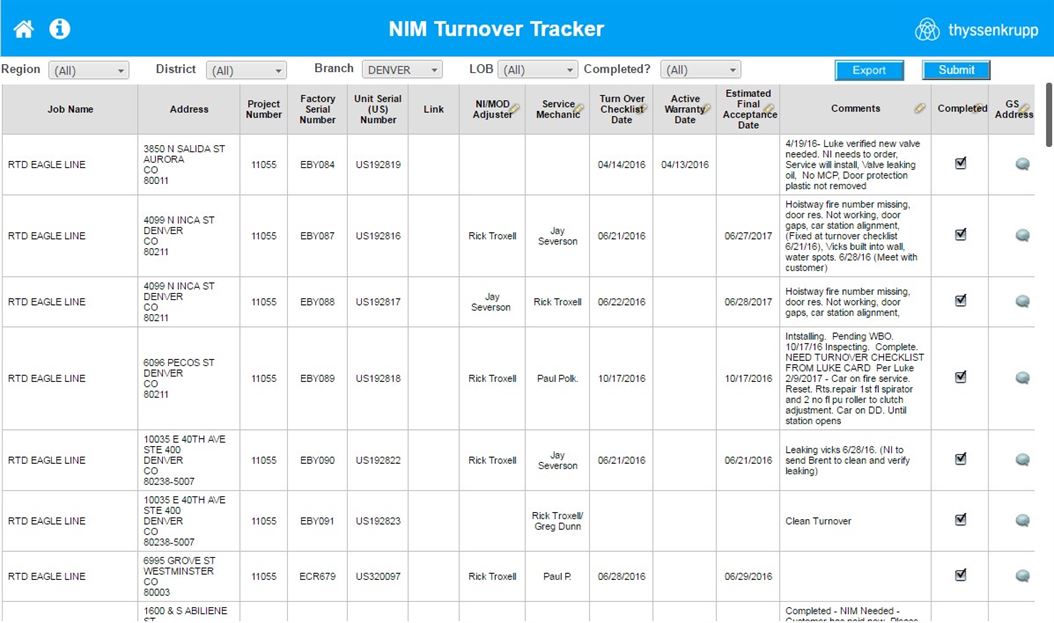 NIM Turnover Tracker
thyssenkrupp
Region (All) District (All) Branch DENVER LOB (All) Completed? (All) Export Submit
Job Name
Address
Project
Number
Factory
Serial
Number
Unit Serial
(US)
Number
Link
NI/MOD
Adjuster
Service
Mechanic
Turn Over
Checklist
Date
Active
Warranty
Date
Estimated
Final
Acceptance
Date
Comments
Completed
GS
Address
RTD EAGLE LINE
3850 N SALIDA ST
AURORA
CO
80011
11055
EBY084
US192819
04/14/2016
04/13/2016
4/19/16- Luke verified new valve
needed. NI needs to order,
Service will install, Valve leaking
oil, No MCP, Door protection
plastic not removed
RTD EAGLE LINE
4099 N INCA ST
DENVER
CO
80211
11055
EBY087
US192816
Rick Troxell
Jay
Severson
06/21/2016
06/27/2017
Hoistway fire number missing,
door res. Not working, door
gaps, car station alignment,
(Fixed at turnover checklist
6/21/16), Vicks built into wall,
water spots. 6/28/16 (Meet with
customer)
RTD EAGLE LINE
4099 N INCA ST
DENVER
CO
80211
11055
EBY088
US192817
Jay
Severson
Rick Troxell
06/22/2016
06/28/2017
Hoistway fire number missing,
door res. Not working, door
gaps, car station alignment,
RTD EAGLE LINE
6096 PECOS ST
DENVER
CO
80211
11055
EBY089
US192818
Rick Troxell
Paul Polk.
10/17/2016
10/17/2016
Intstalling. Pending WBO.
10/17/16 Inspecting. Complete.
NEED TURNOVER CHECKLIST
FROM LUKE CARD Per Luke
2/9/2017 - Car on fire service.
Reset. Rts.repair 1st fl spirator
and 2 no fl pu roller to clutch
adjustment. Car on DD. Until
station opens
RTD EAGLE LINE
10035 E 40TH AVE
STE 400
DENVER
CO
80238-5007
11055
EBY090
US192822
Rick Troxell
Jay
Severson
06/21/2016
06/21/2016
Leaking vicks 6/28/16. (NI to
send Brent to clean and verify
leaking)
RTD EAGLE LINE
10035 E 40TH AVE
STE 400
DENVER
CO
80238-5007
11055
EBY091
US192823
Rick Troxell/
Greg Dunn
Clean Turnover
RTD EAGLE LINE
6995 GROVE ST
WESTMINSTER
CO
80003
11055
ECR679
US320097
Rick Troxell
Paul P.
06/28/2016
06/29/2016
1600 & S ABILIENE
ST
Completed - NIM Needed -
Customer has paid now. Please